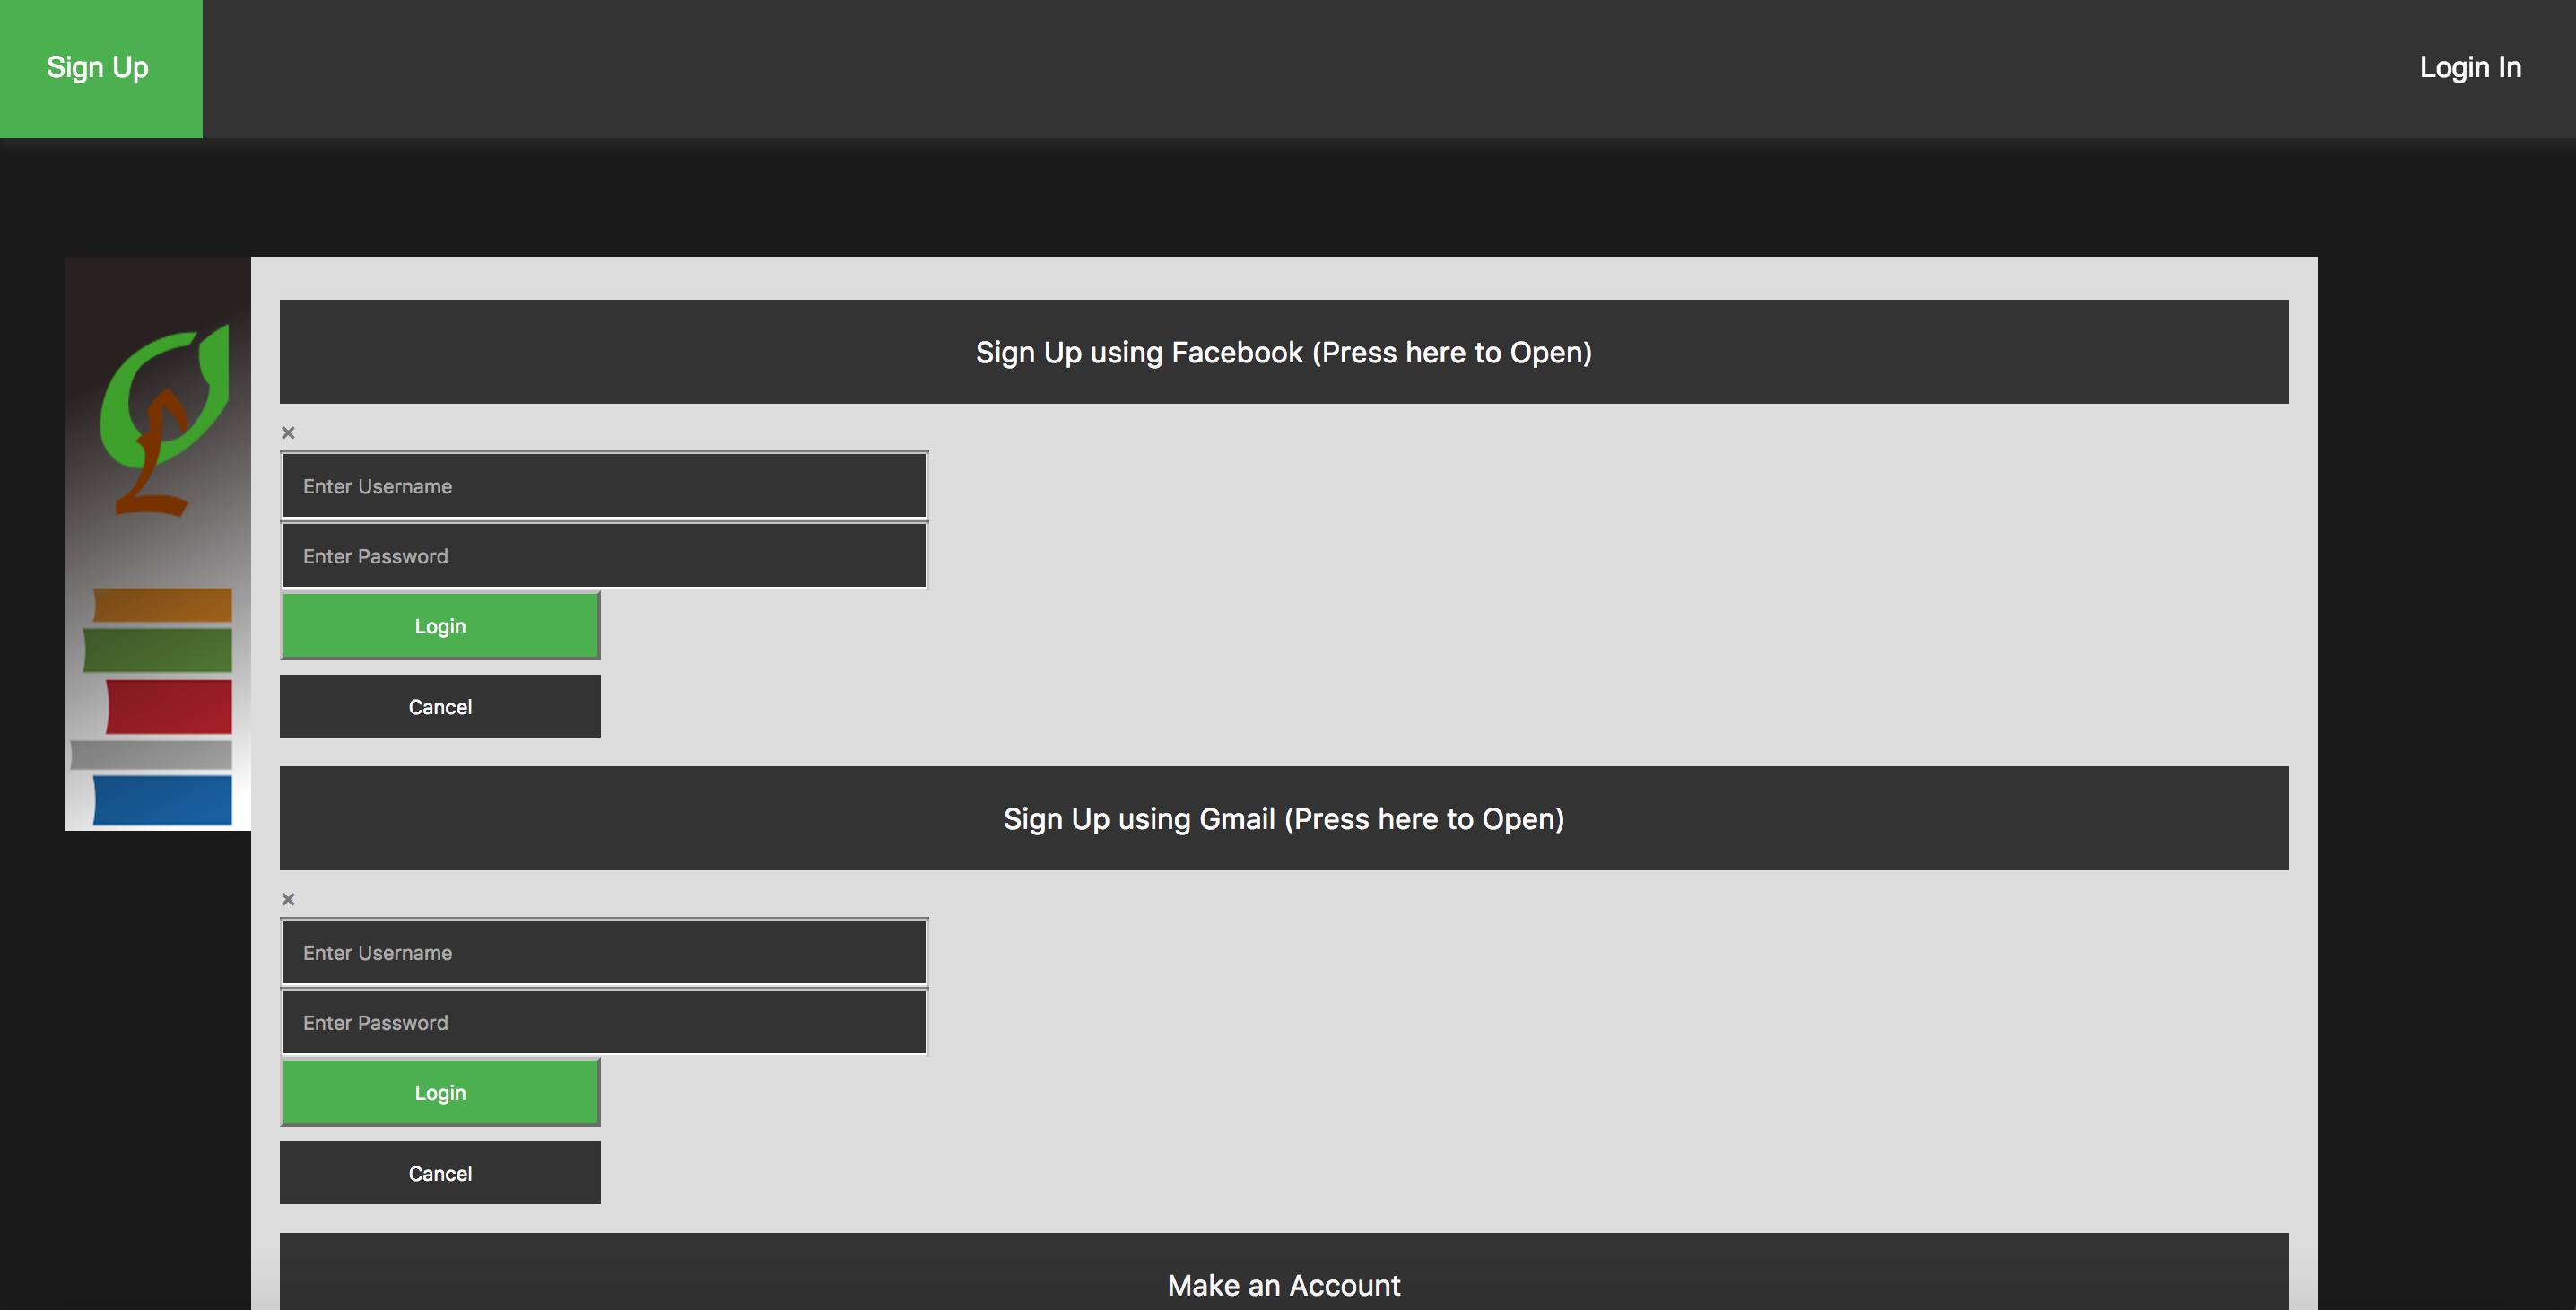 Sign Up
Login In
Sign Up using Facebook (Press here to Open)
×
Enter Username
Enter Password
Login
Cancel
Sign Up using Gmail (Press here to Open)
×
Enter Username
Enter Password
Login
Cancel
Make an Account